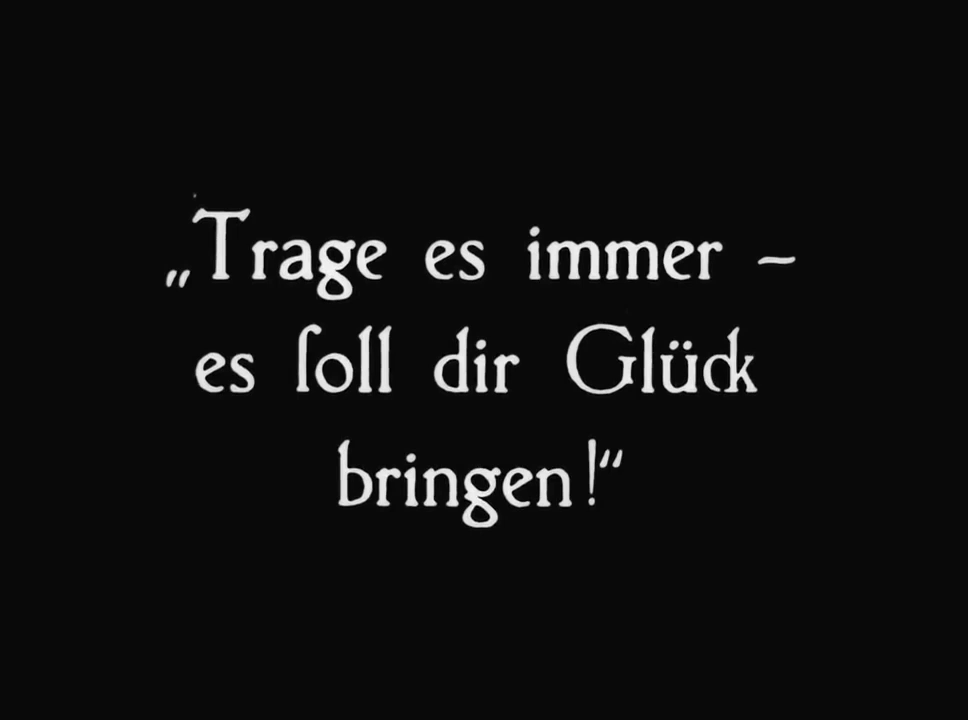 „Trage es immer –
es ſoll dir Glück
bringen!“